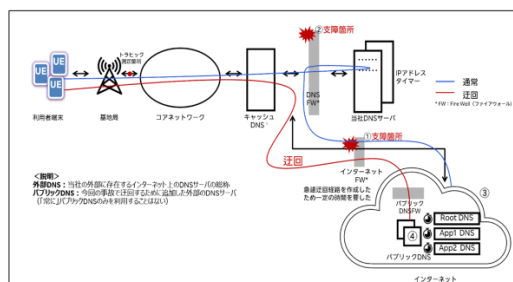 ②支障箇所
UE
UE
UE
トラヒック
測定箇所
利用者端末
基地局
コアネットワーク
キャッシュ
DNS
DNS
FW*
IPアドレス
タイマー
当社DNSサーバ
通常
迂回
* FW : Fire Wall (ファイアウォール)
①支障箇所
迂回
インターネット
FW*
急遽迂回経路を作成した
ため一定の時間を要した
<説明>
外部DNS:当社の外部に存在するインターネット上のDNSサーバの総称
パブリックDNS:今回の事故で迂回するために追加した外部のDNSサーバ
(「常に」パブリックDNSのみを利用することはない)
③
パブリック
DNSFW
④
パブリックDNS
Root DNS
App1 DNS
App2 DNS
インターネット